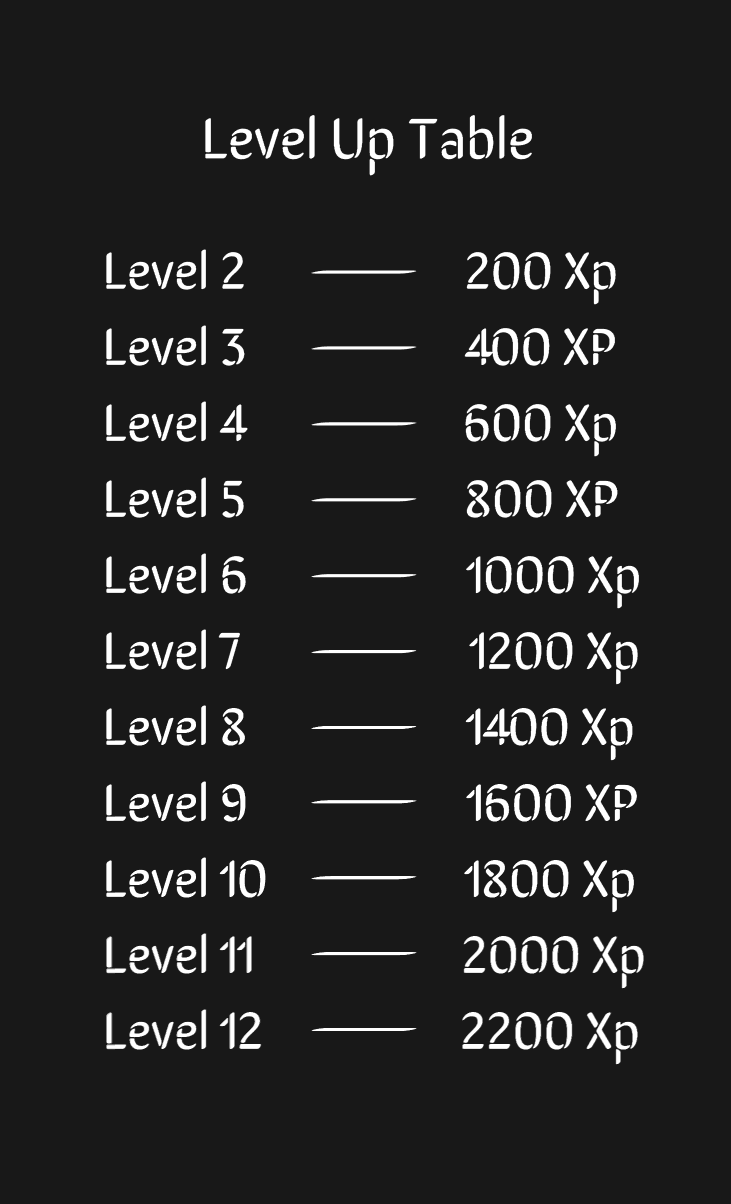 Level Up Table
Level 2 —— 200 Xp
Level 3 —— 400 XP
Level 4 —— 600 Xp
Level 5 —— 800 XP
Level 6 —— 1000 Xp
Level 7 —— 1200 Xp
Level 8 —— 1400 Xp
Level 9 —— 1600 XP
Level 10 —— 1800 Xp
Level 11 —— 2000 Xp
Level 12 —— 2200 Xp